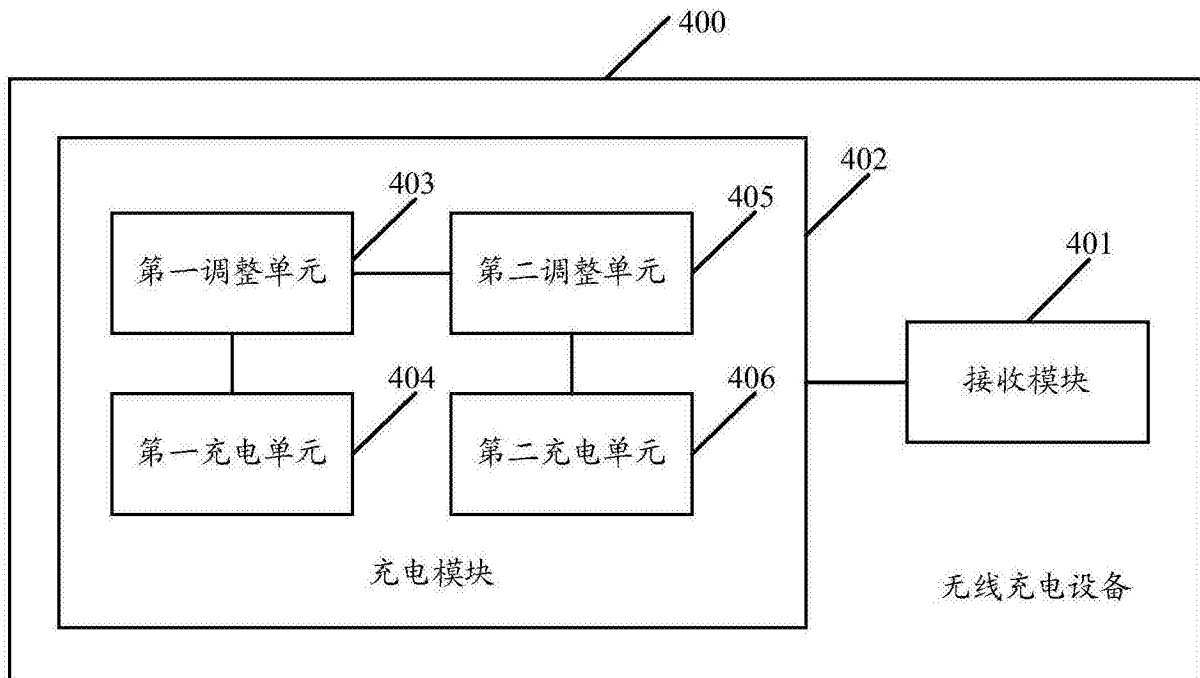 400
402
403
405
401
第一调整单元
第二调整单元
404
406
接收模块
第一充电单元
第二充电单元
充电模块
无线充电设备